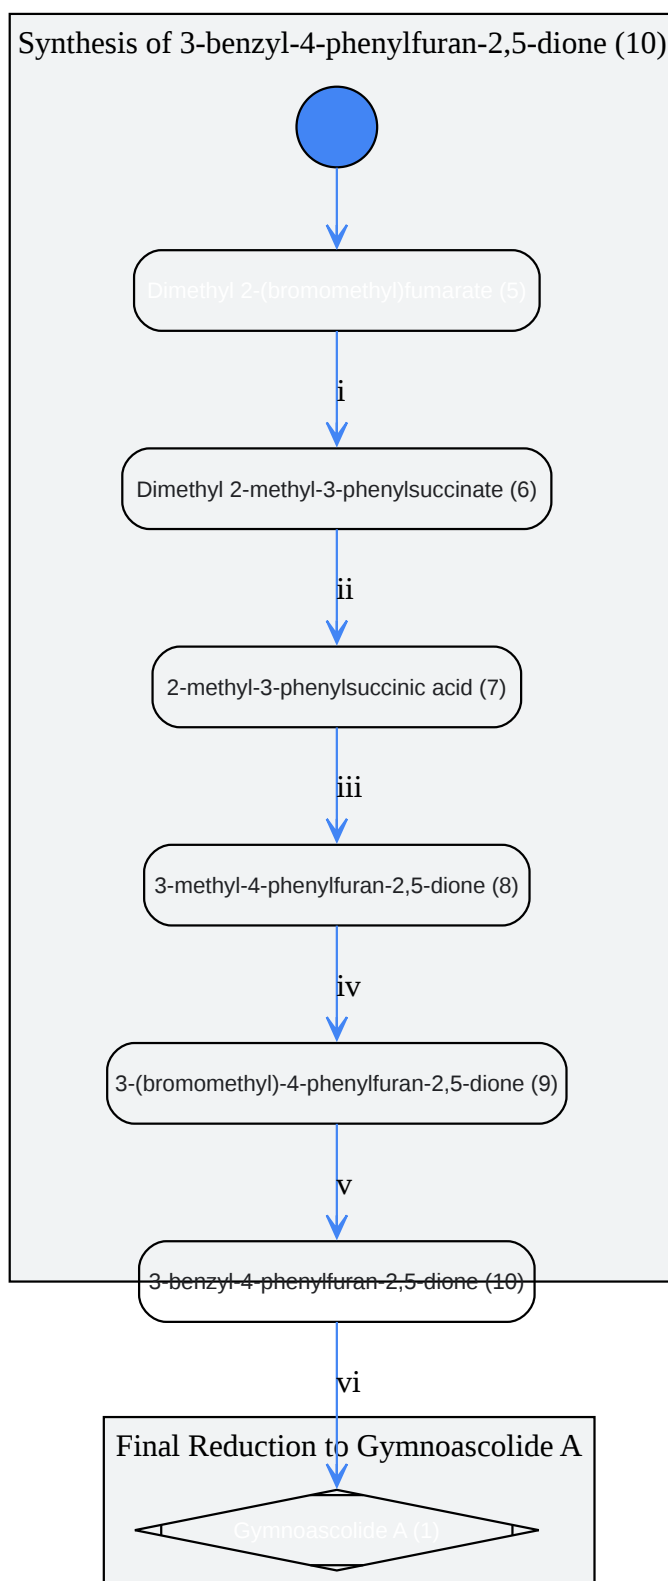 Synthesis of 3-benzyl-4-phenylfuran-2,5-dione (10)
Dimethyl 2-(bromomethyl)fumarate (5)
i
Dimethyl 2-methyl-3-phenylsuccinate (6)
ii
2-methyl-3-phenylsuccinic acid (7)
iii
3-methyl-4-phenylfuran-2,5-dione (8)
iv
3-(bromomethyl)-4-phenylfuran-2,5-dione (9)
v
3-benzyl-4-phenylfuran-2,5-dione (10)
vi
Final Reduction to Gymnoascolide A
Gymnoascolide A (1)